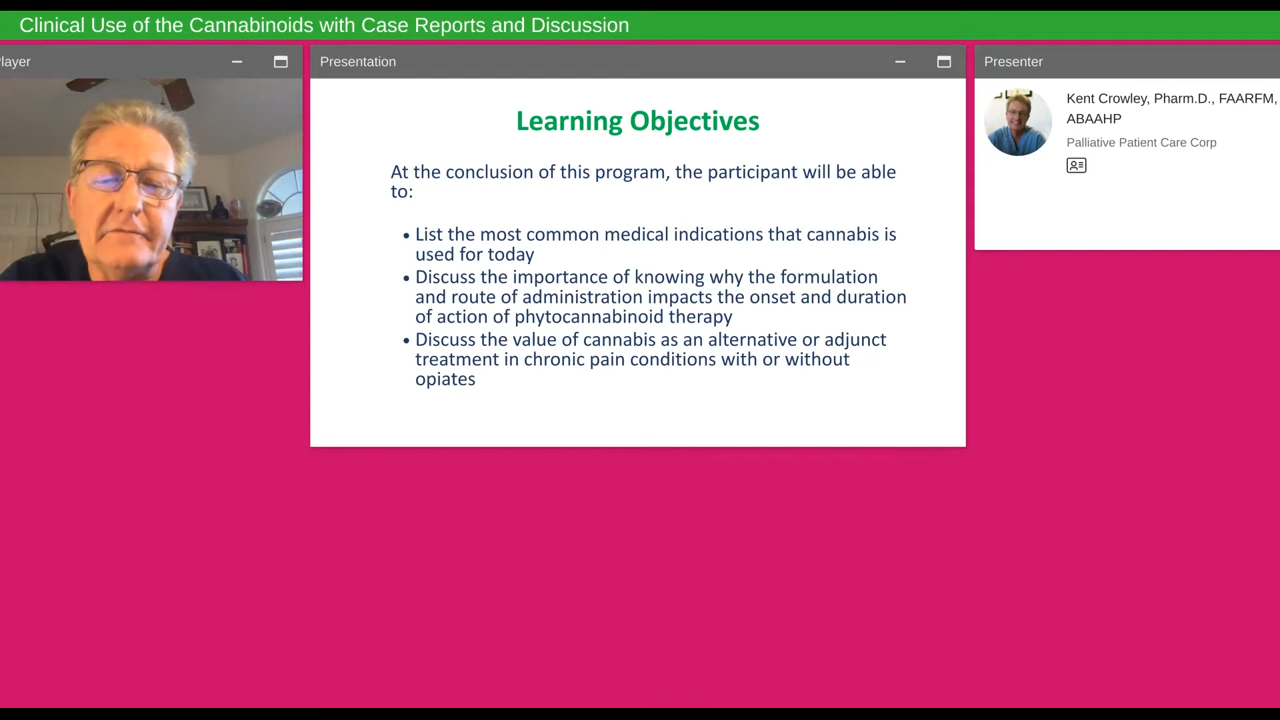 Clinical Use of the Cannabinoids with Case Reports and Discussion
layer
Presentation
Learning Objectives
At the conclusion of this program, the participant will be able
to:
• List the most common medical indications that cannabis is
used for today
• Discuss the importance of knowing why the formulation
and route of administration impacts the onset and duration
of action of phytocannabinoid therapy
• Discuss the value of cannabis as an alternative or adjunct
treatment in chronic pain conditions with or without
opiates
Presenter
Kent Crowley, Pharm.D., FAARFM,
ABAAHP
Palliative Patient Care Corp